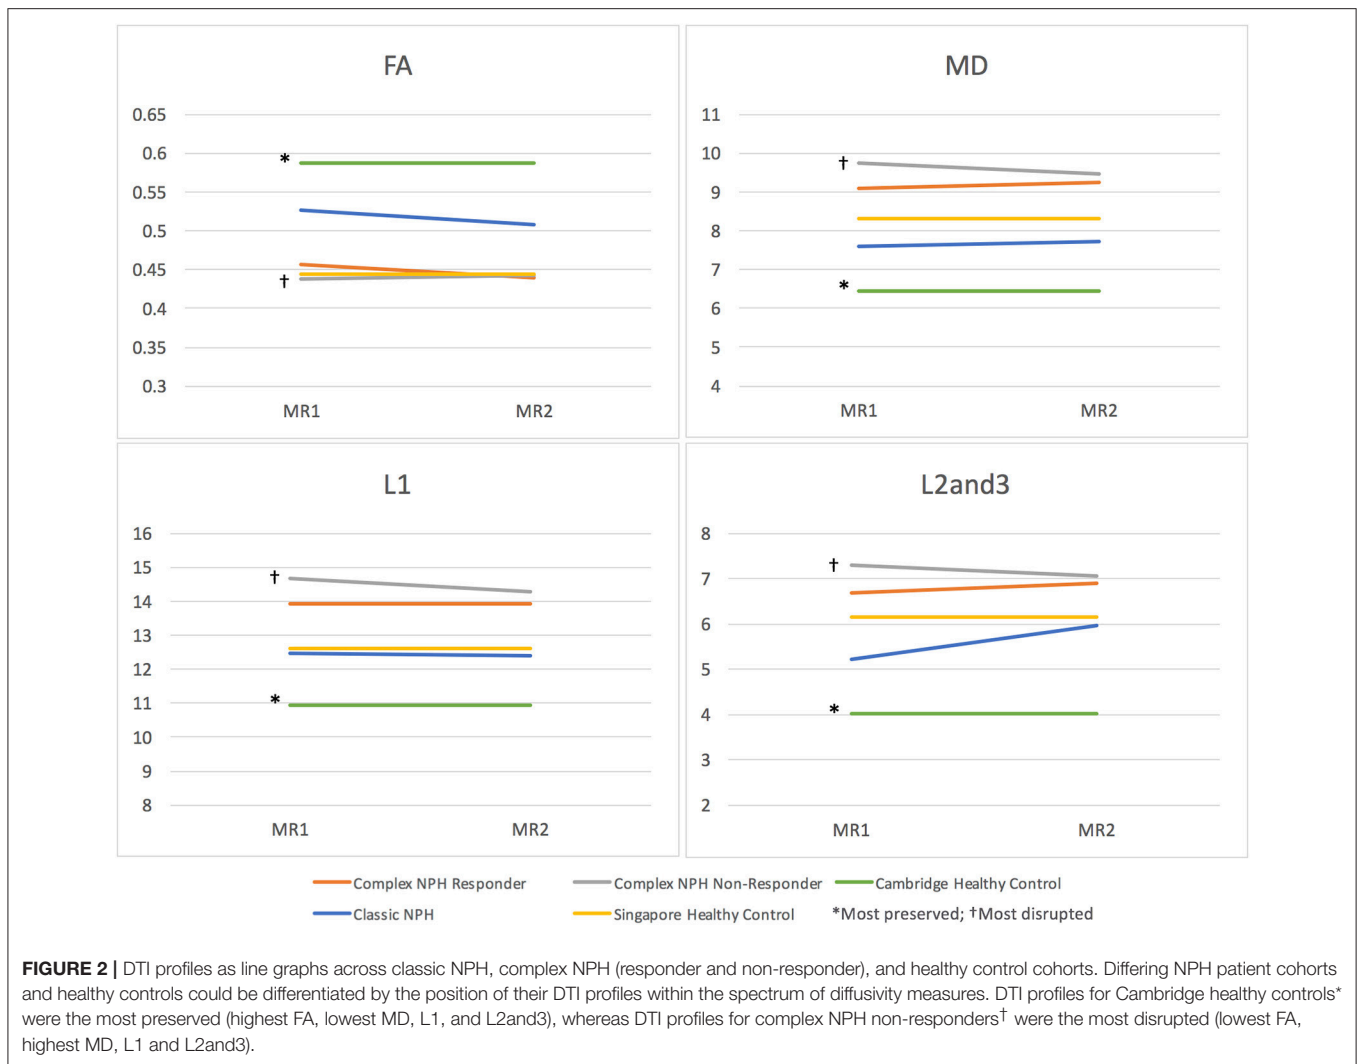 FA
0.65
0.6
0.55
0.5
0.45
0.4
0.35
0.3
*
†
MR1 MR2
MD
11
10
9
8
7
6
5
4
†
*
MR1 MR2
L1
16
15
14
13
12
11
10
9
8
†
*
MR1 MR2
L2and3
8
7
6
5
4
3
2
†
*
MR1 MR2
Complex NPH Responder Complex NPH Non-Responder Cambridge Healthy Control
Classic NPH Singapore Healthy Control *Most preserved; †Most disrupted
FIGURE 2 | DTI profiles as line graphs across classic NPH, complex NPH (responder and non-responder), and healthy control cohorts. Differing NPH patient cohorts
and healthy controls could be differentiated by the position of their DTI profiles within the spectrum of diffusivity measures. DTI profiles for Cambridge healthy controls*
were the most preserved (highest FA, lowest MD, L1, and L2and3), whereas DTI profiles for complex NPH non-responders† were the most disrupted (lowest FA,
highest MD, L1 and L2and3).